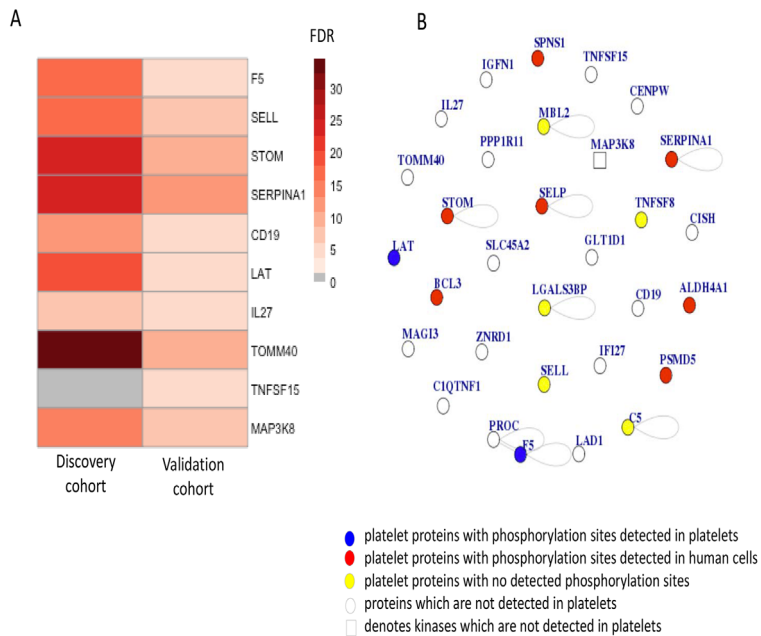 A
FDR
F5
SELL
STOM
SERPINA1
CD19
LAT
IL27
TOMM40
TNFSF15
MAP3K8
30
25
20
15
10
5
0
Discovery
cohort
Validation
cohort
B
SPNS1
TNFSF15
IGFN1
CENPW
IL27
MBL2
PPP1R11
MAP3K8
SERPINA1
TOMM40
STOM
SELP
TNFSF8
CISH
LAT
SLC45A2
GLT1D1
BCL3
LGALS3BP
CD19
ALDH4A1
MAGI3
ZNRD1
IFI27
PSMD5
SELL
C1QTNF1
C5
PROC
F5
LAD1
platelet proteins with phosphorylation sites detected in platelets
platelet proteins with phosphorylation sites detected in human cells
platelet proteins with no detected phosphorylation sites
proteins which are not detected in platelets
denotes kinases which are not detected in platelets